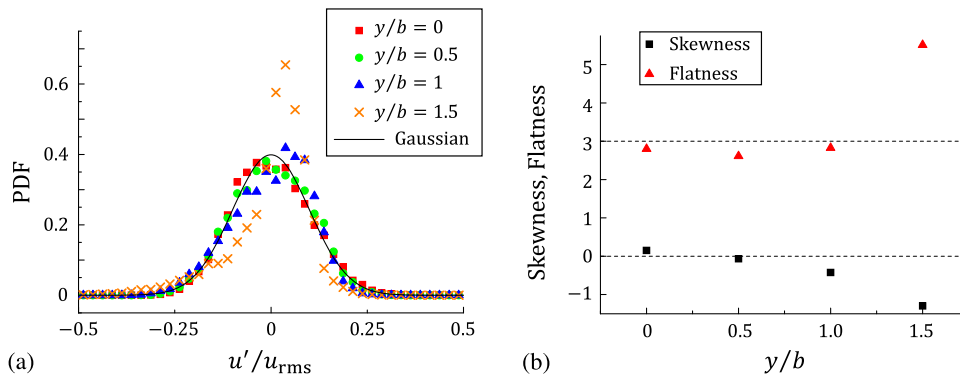 y/b = 0
y/b = 0.5
y/b = 1
y/b = 1.5
Gaussian
PDF
0.6
0.4
0.2
0
−0.5
−0.25
0
0.25
0.5
u′/u_rms
(a)
Skewness
Flatness
Skewness, Flatness
5
4
3
2
1
0
−1
0
0.5
1.0
1.5
y/b
(b)